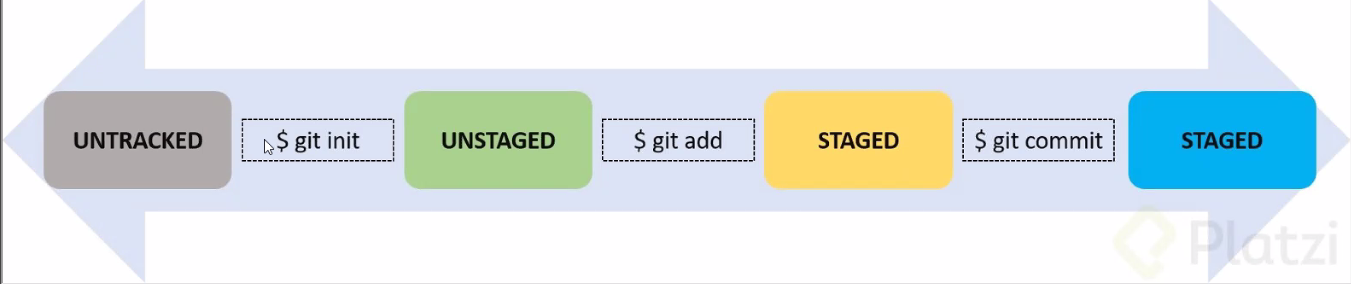 UNTRACKED
$ git init
UNSTAGED
$ git add
STAGED
$ git commit
STAGED
Platzi